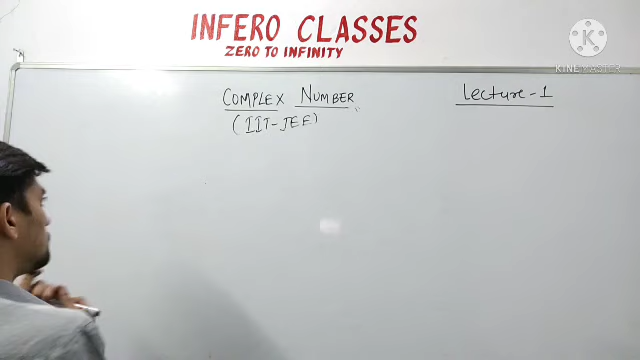 INFERO CLASSES
ZERO TO INFINITY
K
KINEMASTER
COMPLEX NUMBER
Lecture-1
(IIT-JEE)